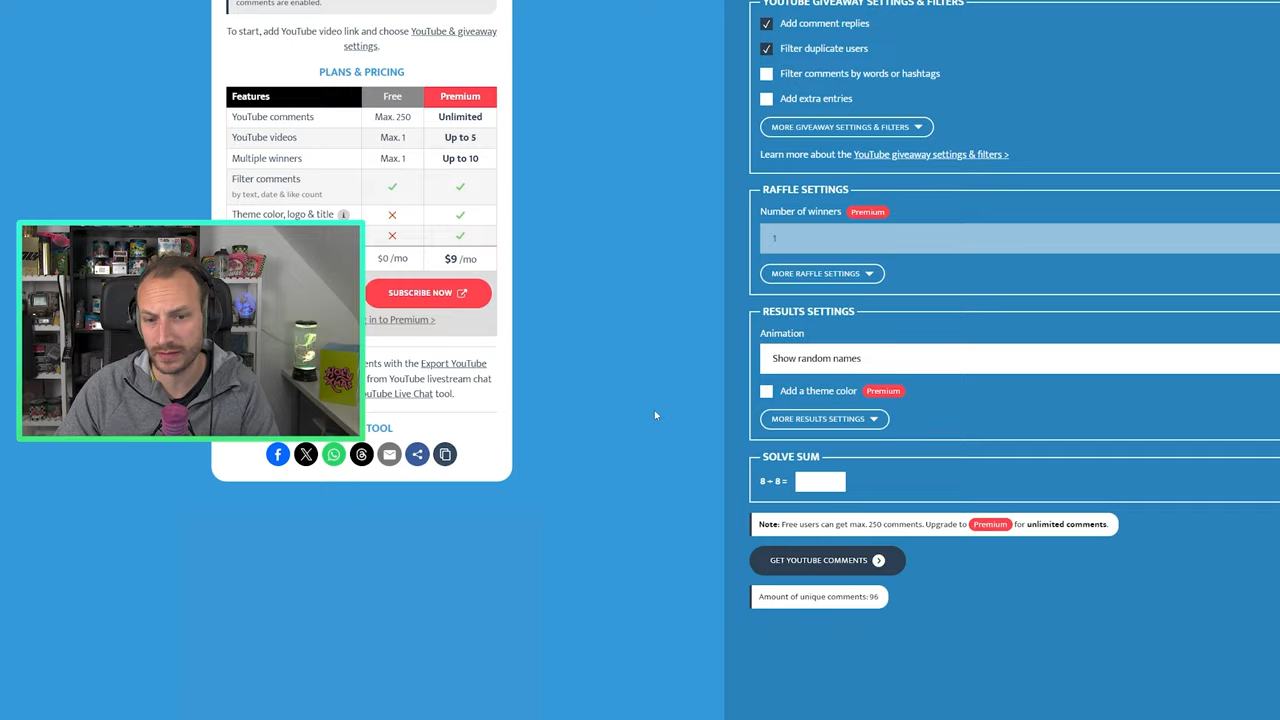 comments are enabled.
To start, add YouTube video link and choose YouTube & giveaway
settings.
PLANS & PRICING
Features Free Premium
YouTube comments Max. 250 Unlimited
YouTube videos Max. 1 Up to 5
Multiple winners Max. 1 Up to 10
Filter comments
by text, date & like count
Theme color, logo & title
$0 /mo $9 /mo
SUBSCRIBE NOW
in to Premium >
ents with the Export YouTube
from YouTube livestream chat
uTube Live Chat tool.
TOOL
YOUTUBE GIVEAWAY SETTINGS & FILTERS
Add comment replies
Filter duplicate users
Filter comments by words or hashtags
Add extra entries
MORE GIVEAWAY SETTINGS & FILTERS
Learn more about the YouTube giveaway settings & filters >
RAFFLE SETTINGS
Number of winners Premium
1
MORE RAFFLE SETTINGS
RESULTS SETTINGS
Animation
Show random names
Add a theme color Premium
MORE RESULTS SETTINGS
SOLVE SUM
8 ÷ 8 =
Note: Free users can get max. 250 comments. Upgrade to Premium for unlimited comments.
GET YOUTUBE COMMENTS
Amount of unique comments: 96